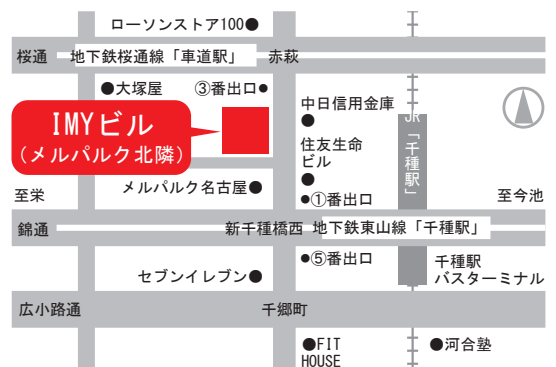 ローソンストア100●
桜通
地下鉄桜通線「車道駅」
赤萩
●大塚屋
③番出口●
中日信用金庫
●
IMYビル
(メルパルク北隣)
住友生命
ビル
●
JR「千種駅」
メルパルク名古屋●
●①番出口
至栄
至今池
錦通
新千種橋西
地下鉄東山線「千種駅」
●⑤番出口
千種駅
バスターミナル
セブンイレブン●
広小路通
千郷町
●FIT
HOUSE
●河合塾